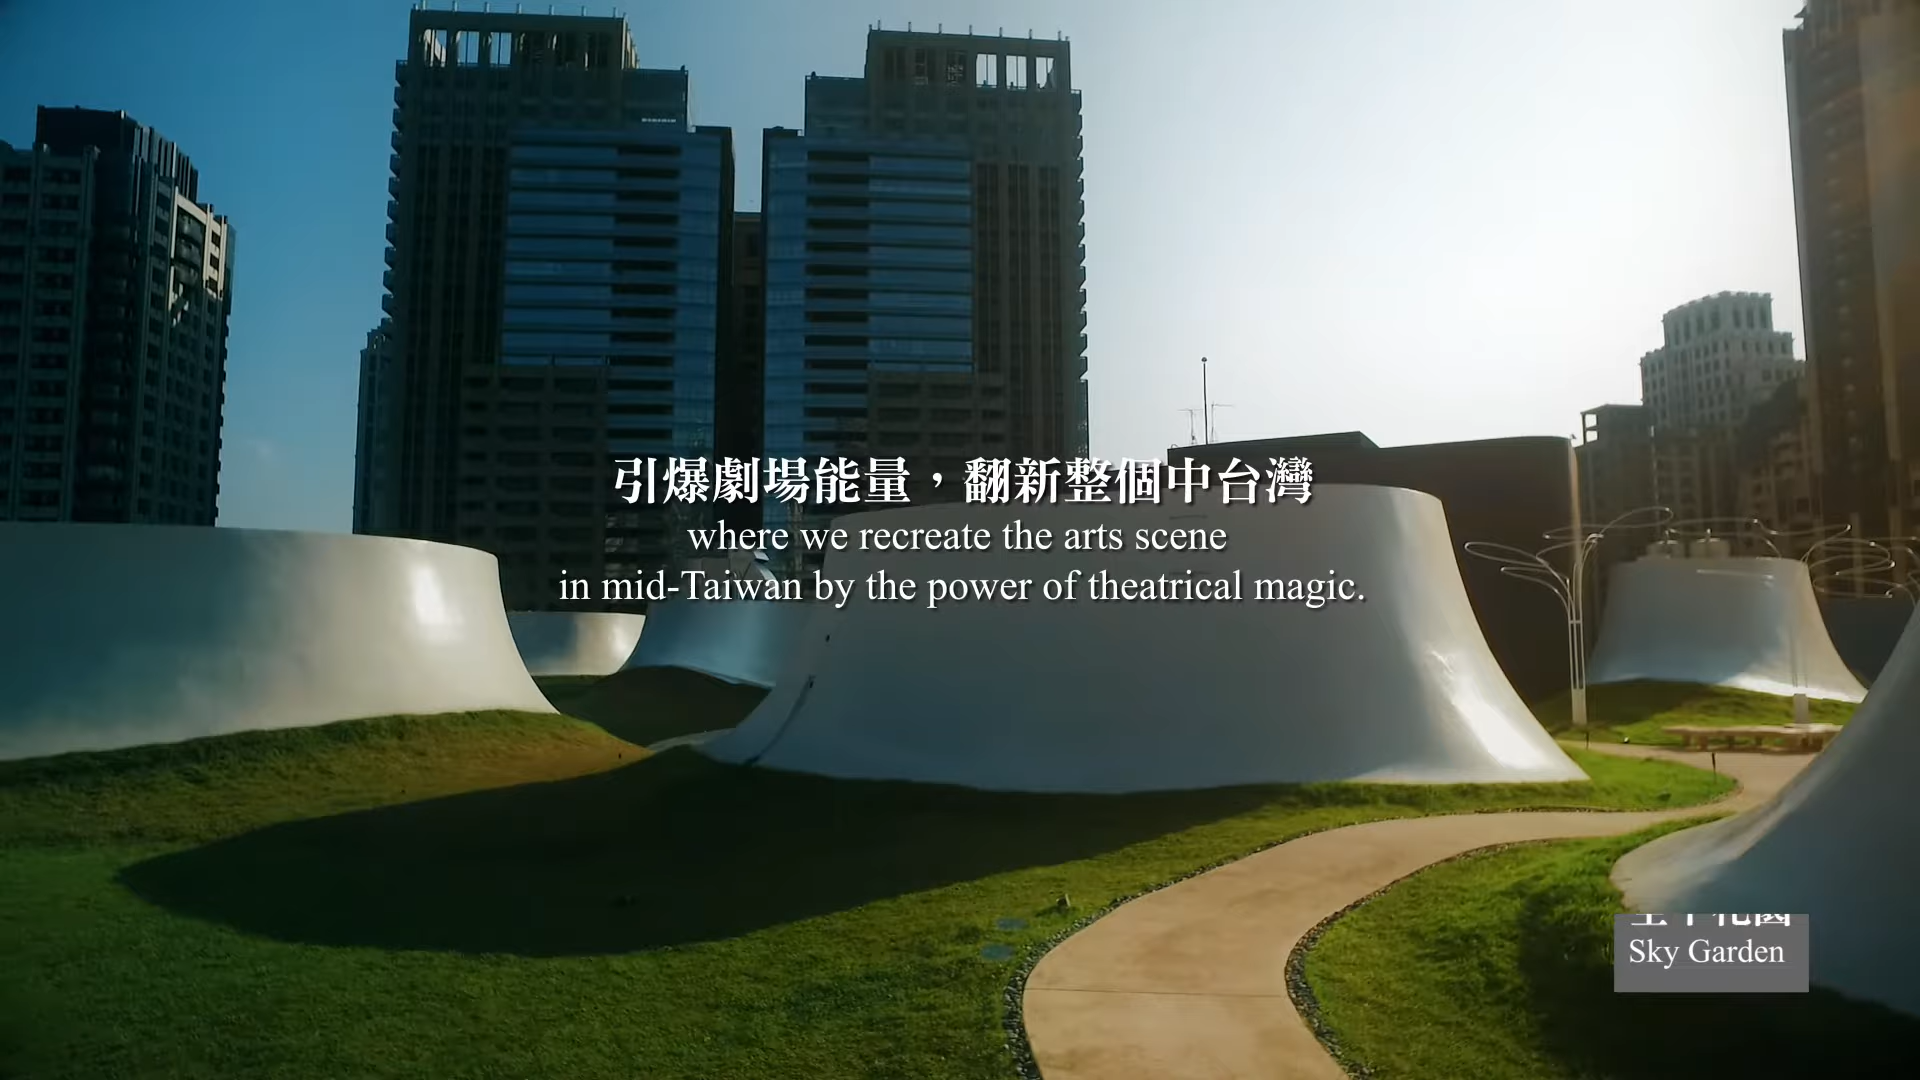 引爆劇場能量，翻新整個中台灣
where we recreate the arts scene
in mid-Taiwan by the power of theatrical magic.
Sky Garden